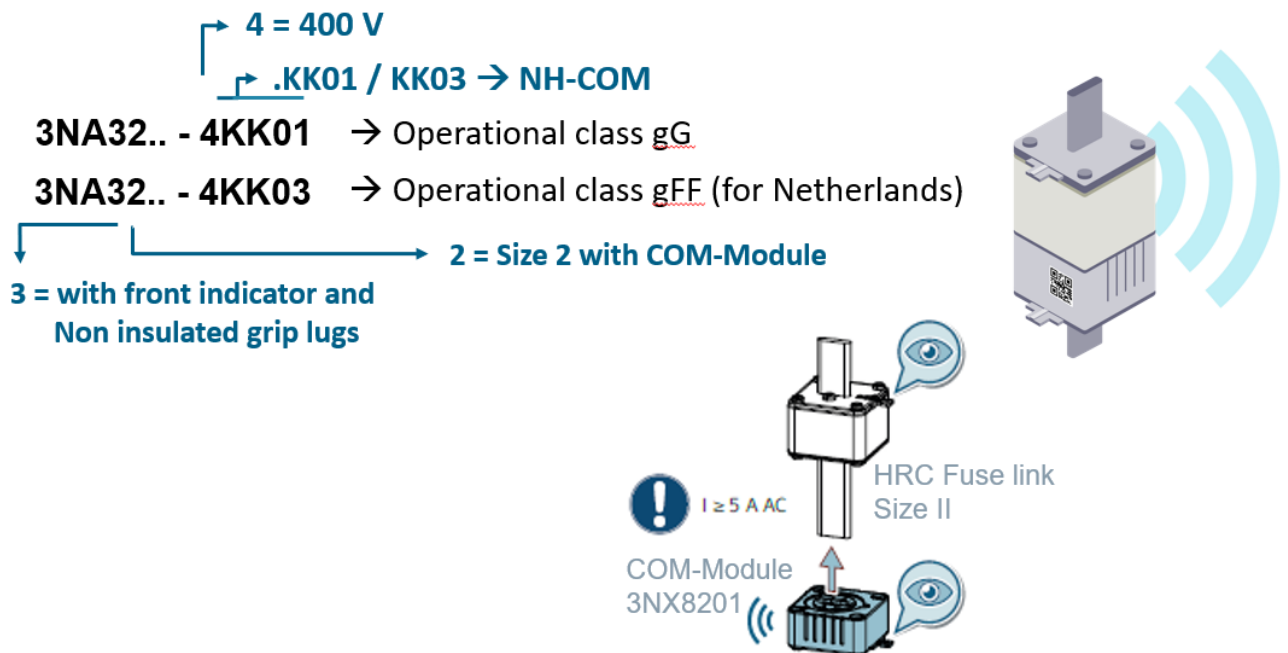 4 = 400 V
.KK01 / KK03 → NH-COM
3NA32.. - 4KK01 → Operational class gG
3NA32.. - 4KK03 → Operational class gFF (for Netherlands)
2 = Size 2 with COM-Module
3 = with front indicator and
Non insulated grip lugs
HRC Fuse link
Size II
! I ≥ 5 A AC
COM-Module
3NX8201